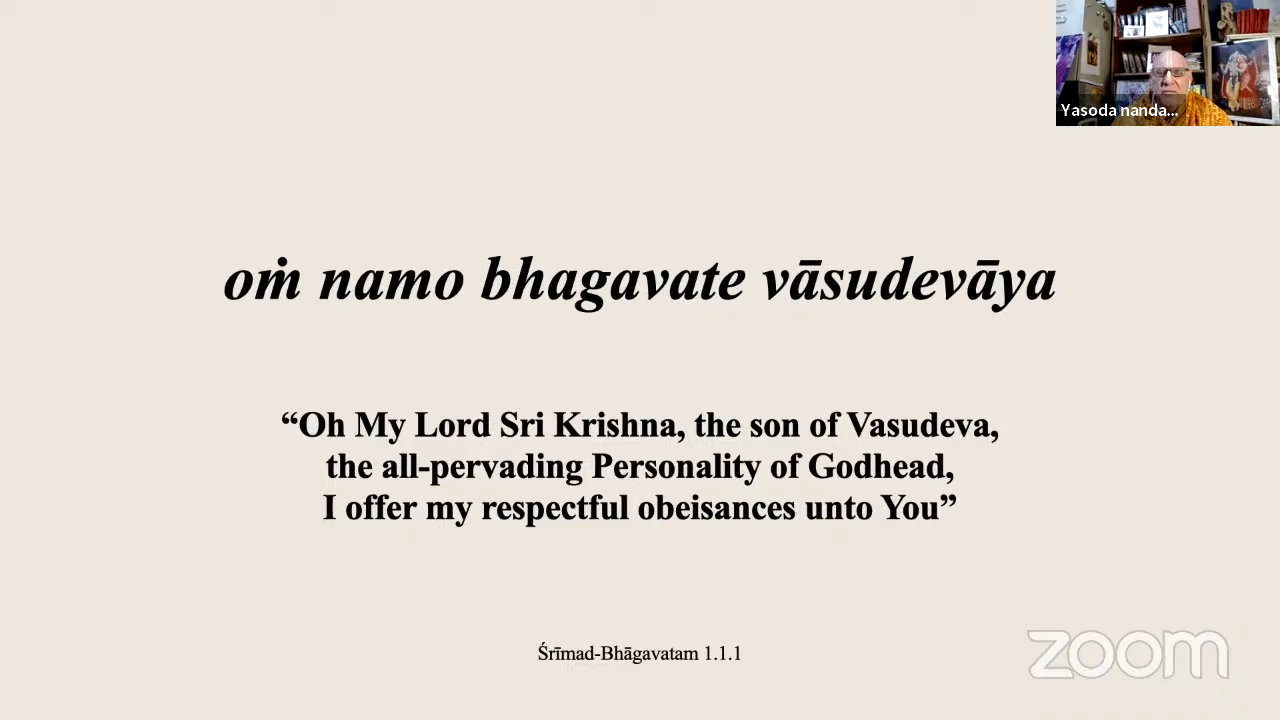 Yasoda nanda...
oṁ namo bhagavate vāsudevāya
“Oh My Lord Sri Krishna, the son of Vasudeva,
the all-pervading Personality of Godhead,
I offer my respectful obeisances unto You”
Śrīmad-Bhāgavatam 1.1.1
zoom